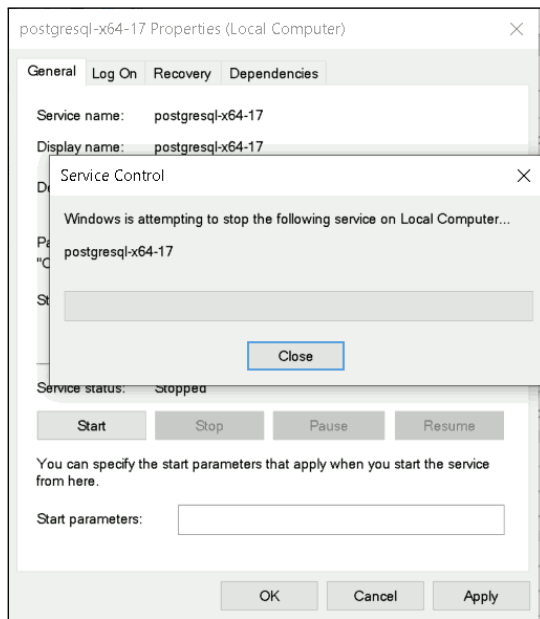 postgresql-x64-17 Properties (Local Computer)
General Log On Recovery Dependencies
Service name: postgresql-x64-17
Display name: postgresql-x64-17
De
Service Control
Windows is attempting to stop the following service on Local Computer...
Pa
postgresql-x64-17
"C
St
Close
Service status: Stopped
Start Stop Pause Resume
You can specify the start parameters that apply when you start the service
from here.
Start parameters:
OK Cancel Apply